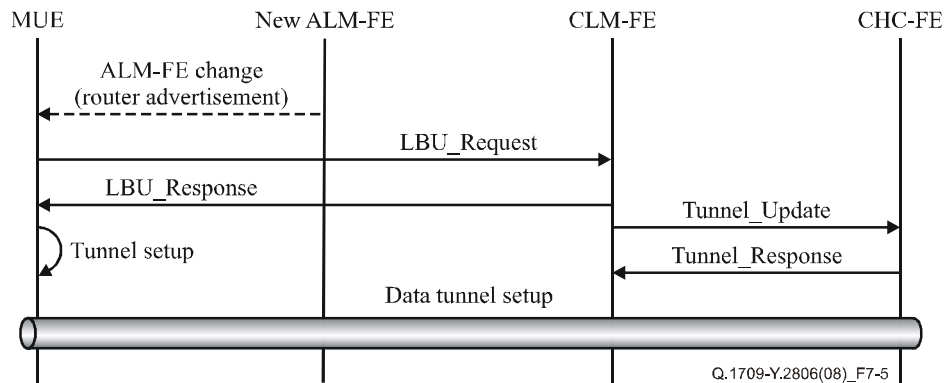 MUE
New ALM-FE
CLM-FE
CHC-FE
ALM-FE change
(router advertisement)
LBU_Request
LBU_Response
Tunnel_Update
Tunnel setup
Tunnel_Response
Data tunnel setup
Q.1709-Y.2806(08)_F7-5